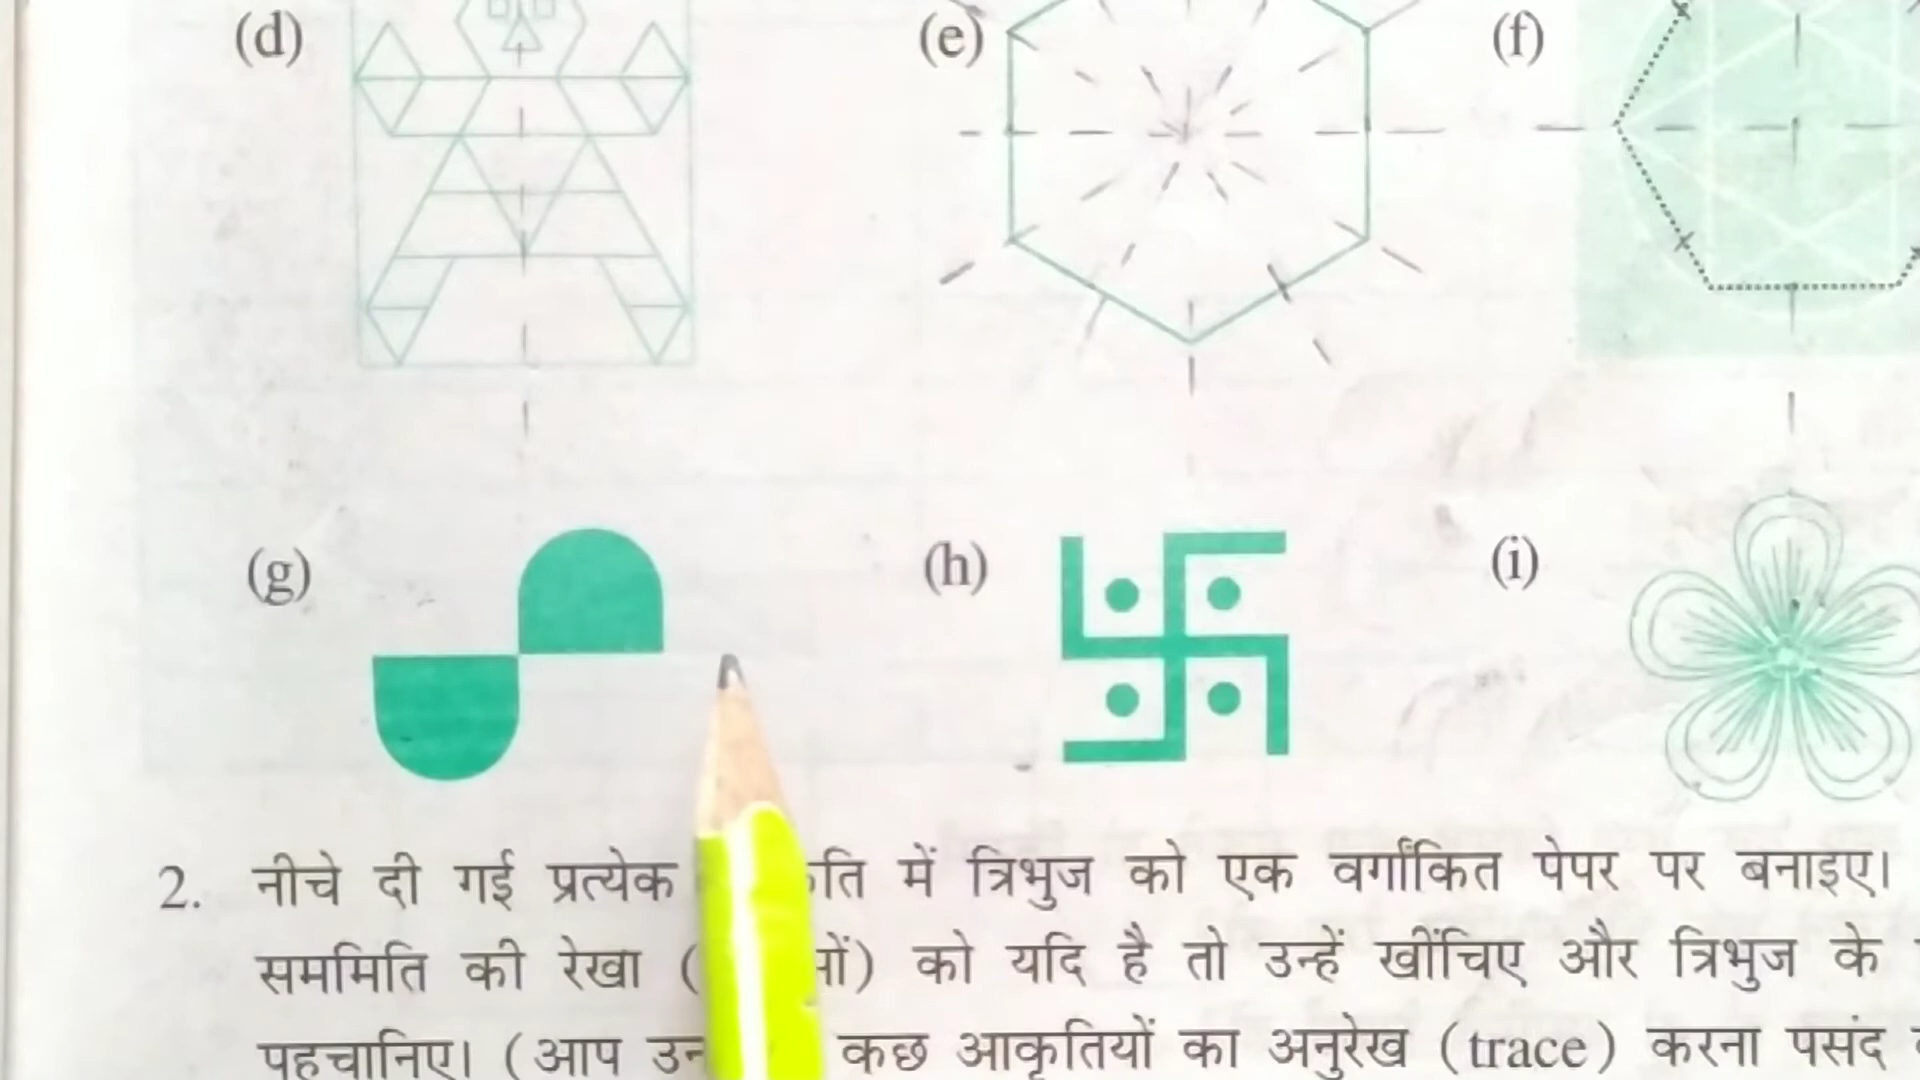 (d) (e) (f)
(g) (h) (i)
2. नीचे दी गई प्रत्येक में त्रिभुज को एक वर्गांकित पेपर पर बनाइए।
सममिति की रेखा ( ओं) को यदि है तो उन्हें खींचिए और त्रिभुज के
पहचानिए। (आप कुछ आकृतियों का अनुरेख (trace) करना पसंद